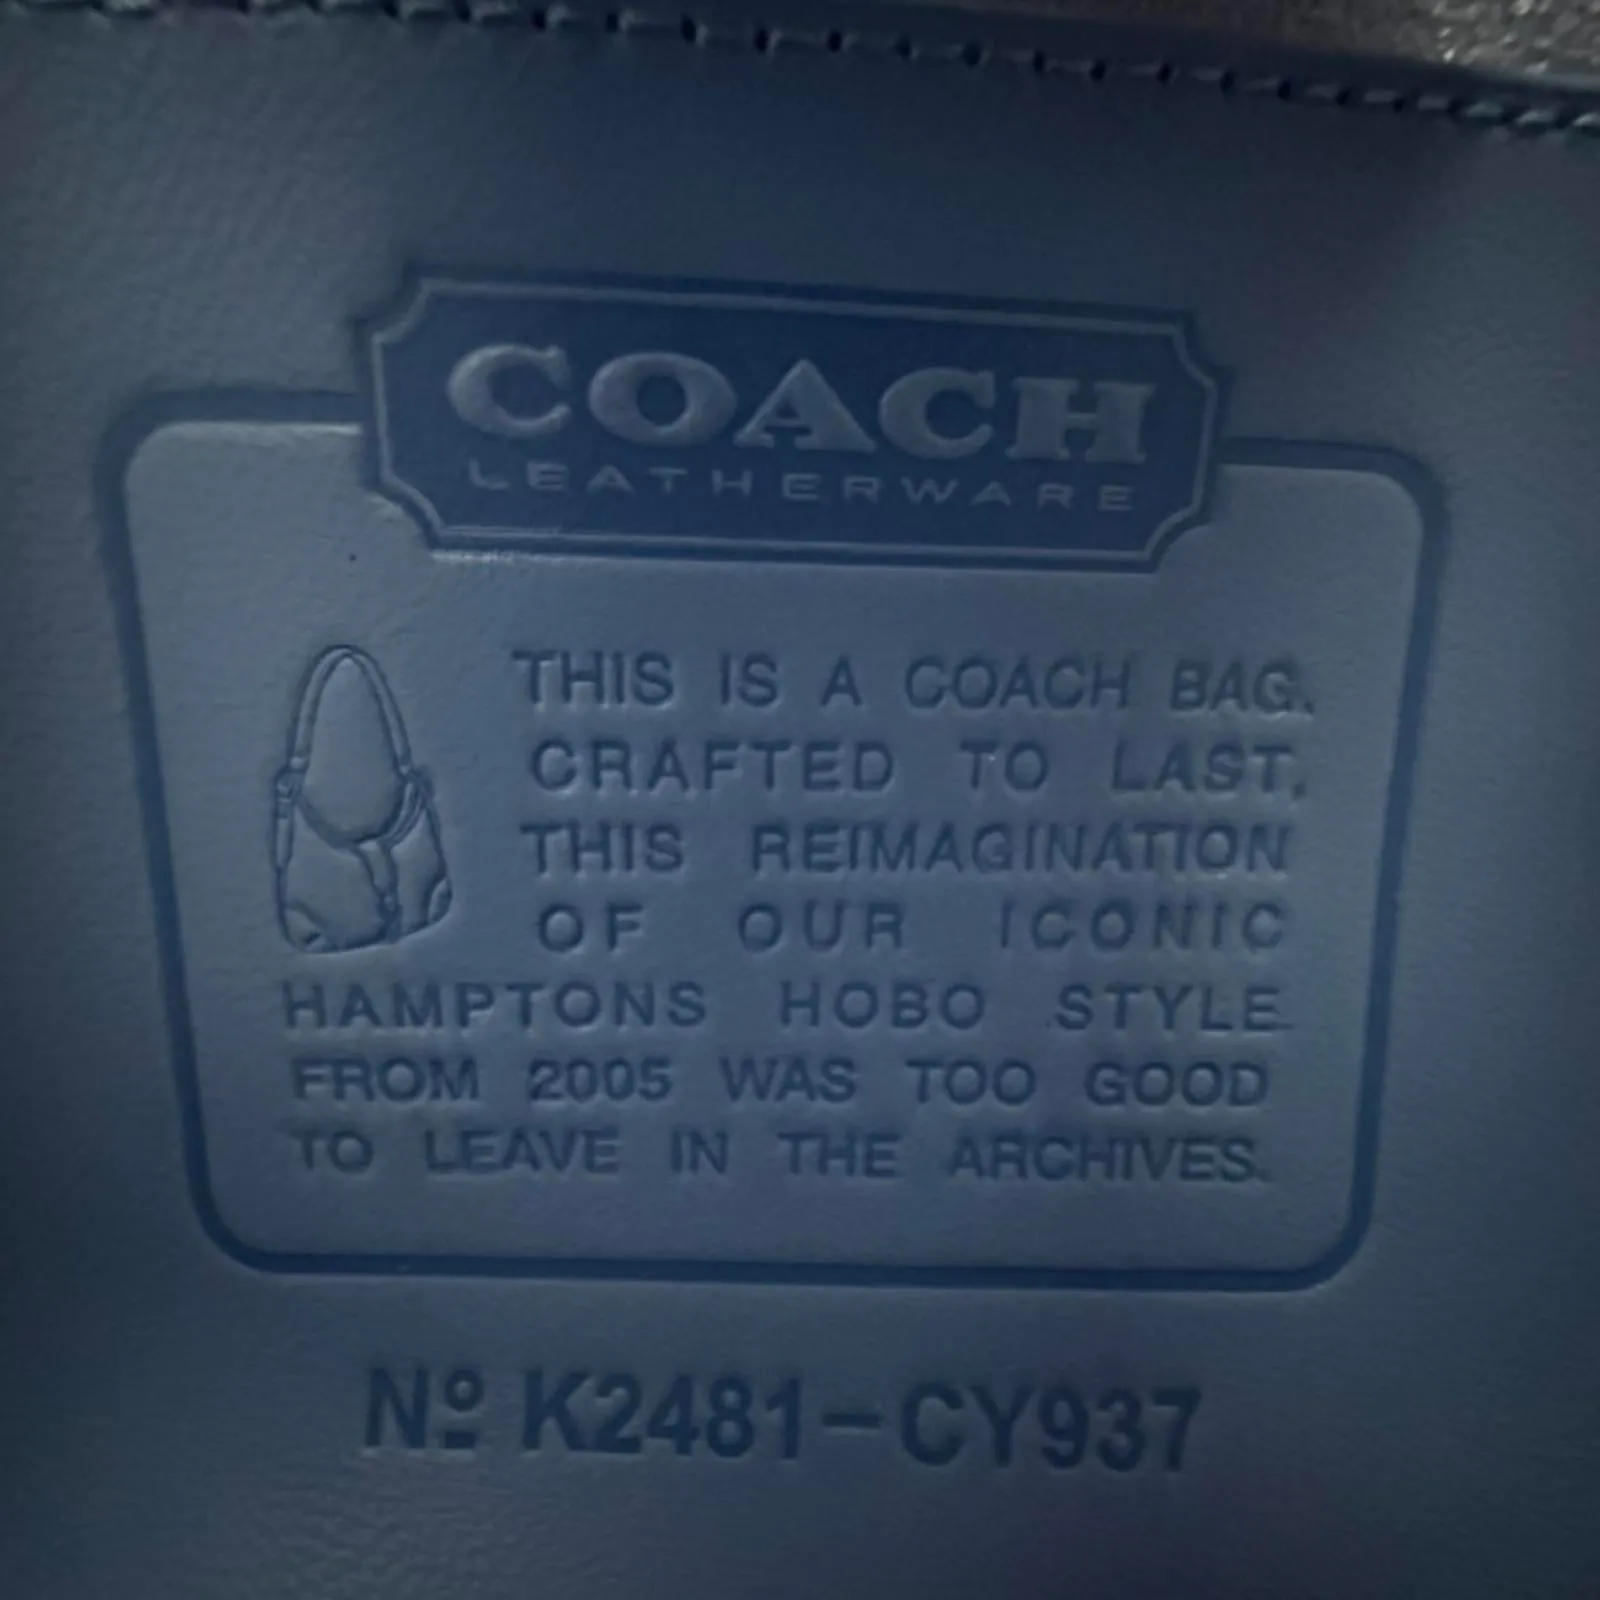 COACH
LEATHERWARE
THIS IS A COACH BAG.
CRAFTED TO LAST,
THIS REIMAGINATION
OF OUR ICONIC
HAMPTONS HOBO STYLE
FROM 2005 WAS TOO GOOD
TO LEAVE IN THE ARCHIVES.
Nº K2481-CY937